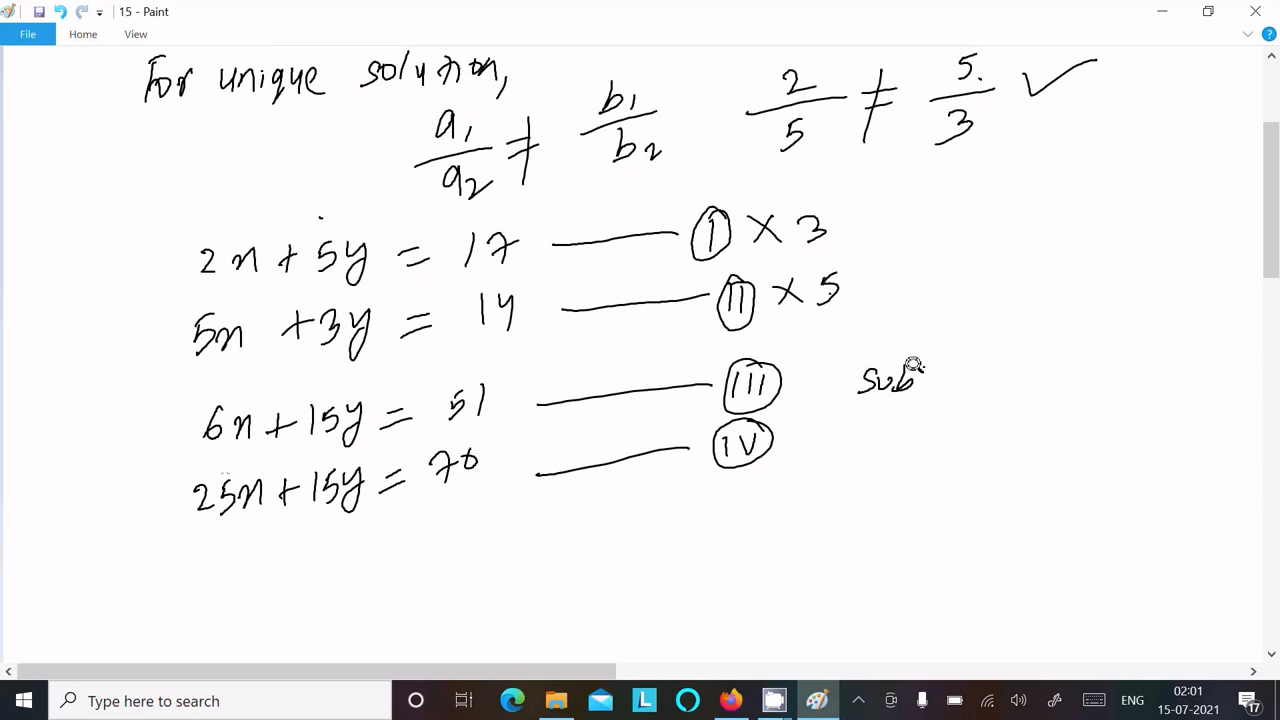 15 - Paint
File Home View
For unique solution,
a1/a2 ≠ b1/b2 2/5 ≠ 5./3 ✓
2x + 5y = 17 —— I × 3
5x + 3y = 14 —— II × 5
6x + 15y = 51 —— III sub
25x + 15y = 70 —— IV
Type here to search
L
ENG
02:01
15-07-2021
17